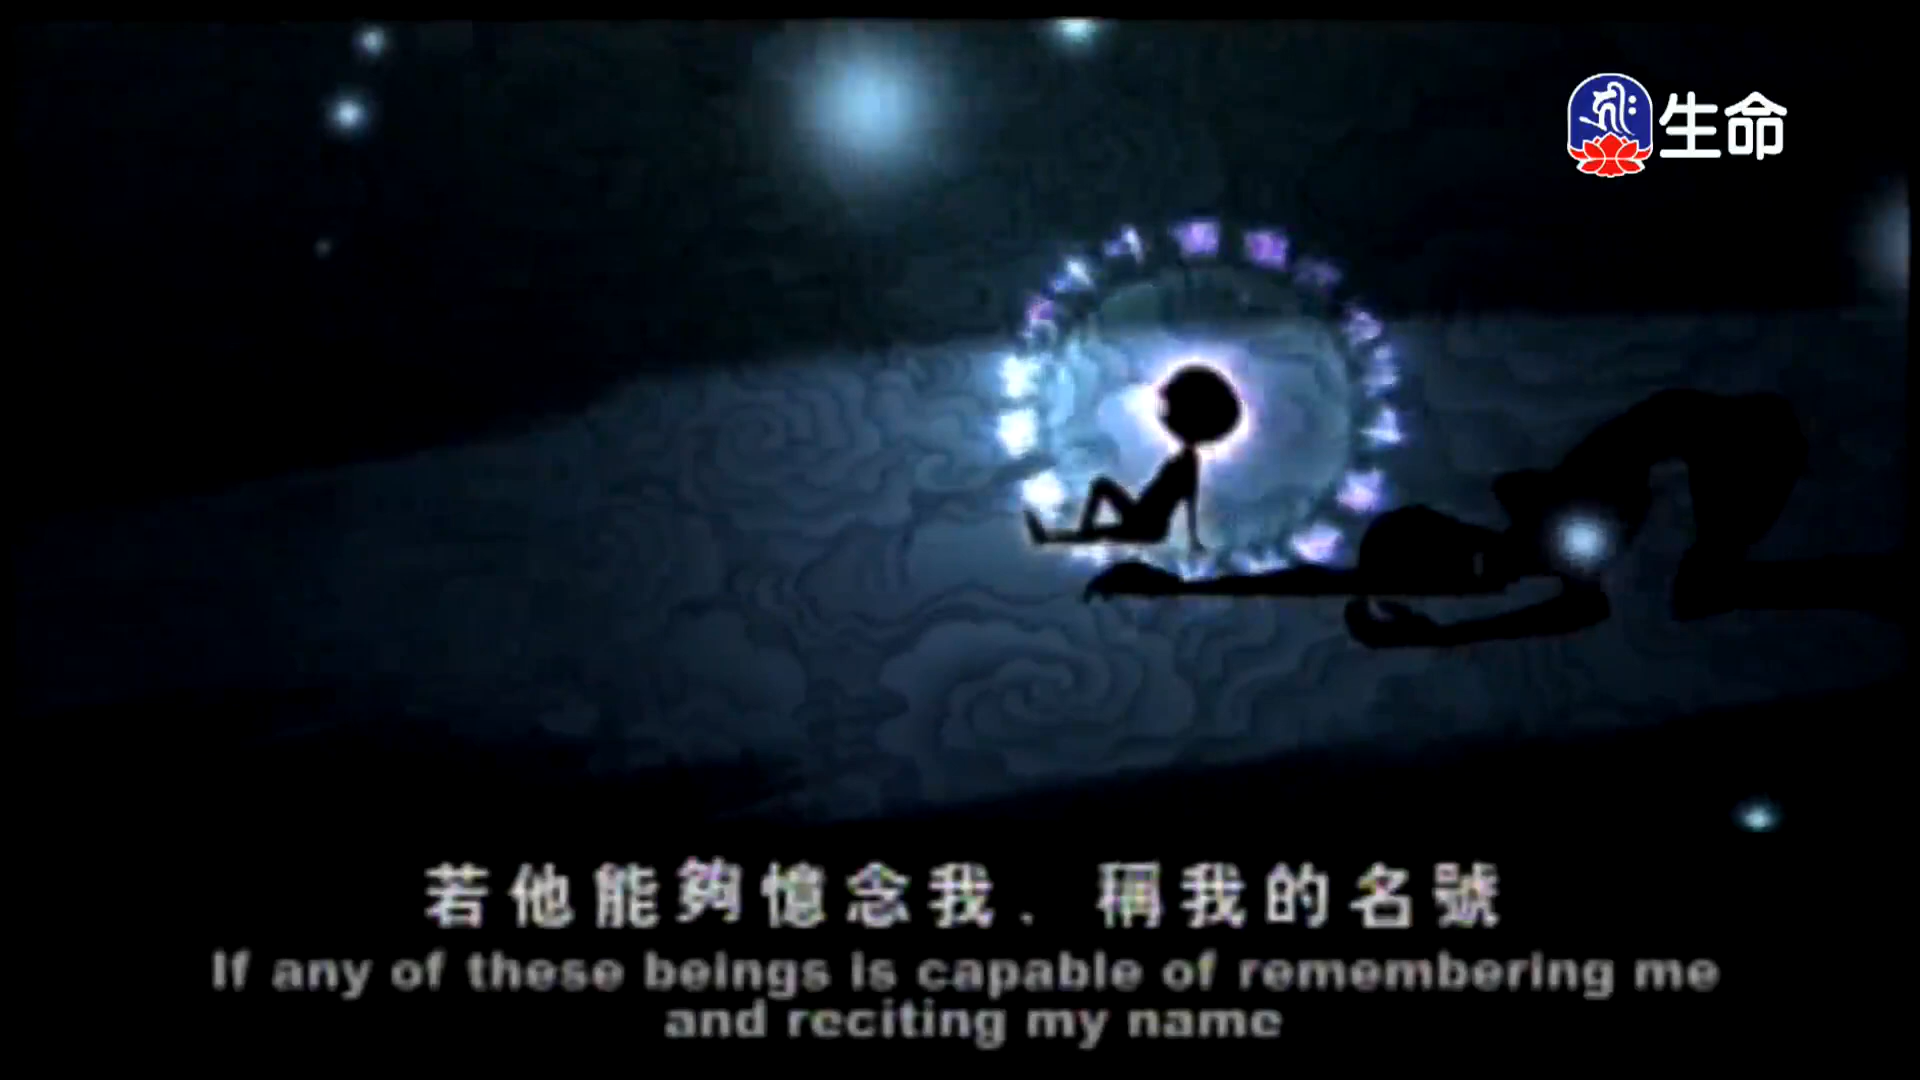 生命
若他能夠憶念我．稱我的名號
If any of these beings is capable of remembering me
and reciting my name